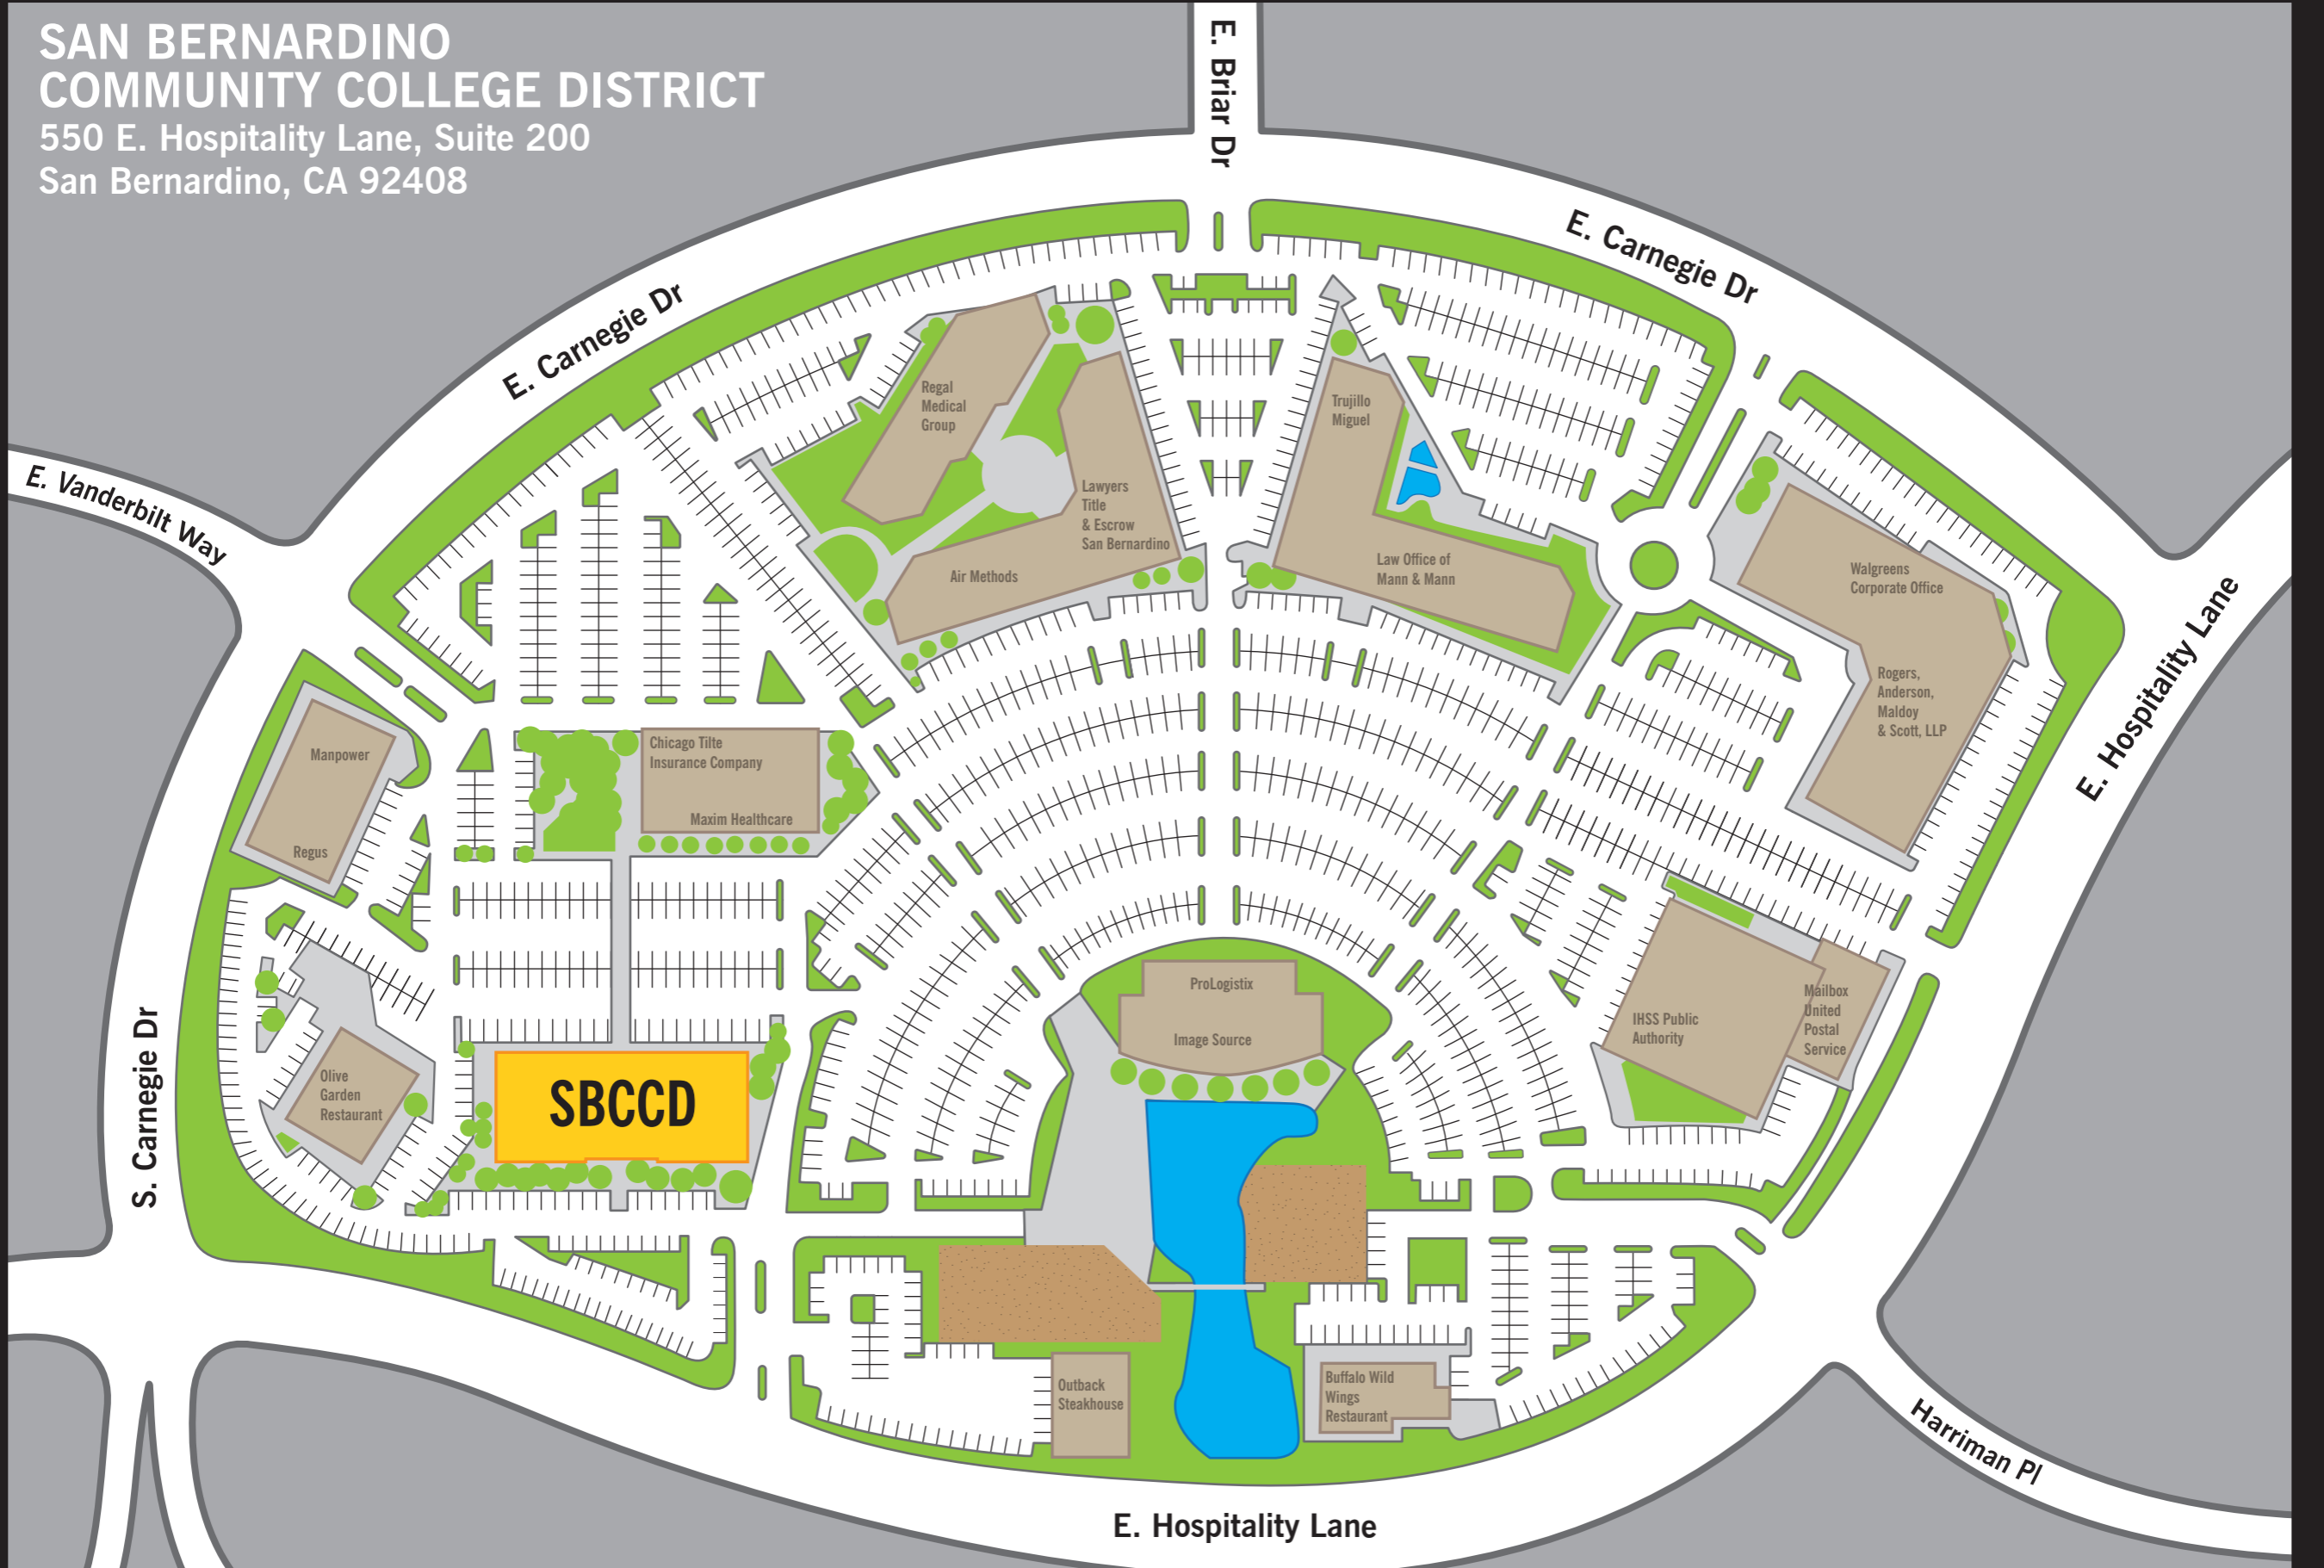 SAN BERNARDINO
COMMUNITY COLLEGE DISTRICT
550 E. Hospitality Lane, Suite 200
San Bernardino, CA 92408
E. Briar Dr
E. Carnegie Dr
E. Carnegie Dr
E. Vanderbilt Way
E. Hospitality Lane
S. Carnegie Dr
Regal
Medical
Group
Lawyers
Title
& Escrow
San Bernardino
Air Methods
Trujillo
Miguel
Law Office of
Mann & Mann
Walgreens
Corporate Office
Rogers,
Anderson,
Maldoy
& Scott, LLP
Manpower
Regus
Chicago Tilte
Insurance Company
Maxim Healthcare
ProLogistix
Image Source
IHSS Public
Authority
Mailbox
United
Postal
Service
Olive
Garden
Restaurant
SBCCD
Outback
Steakhouse
Buffalo Wild
Wings
Restaurant
Harriman Pl
E. Hospitality Lane